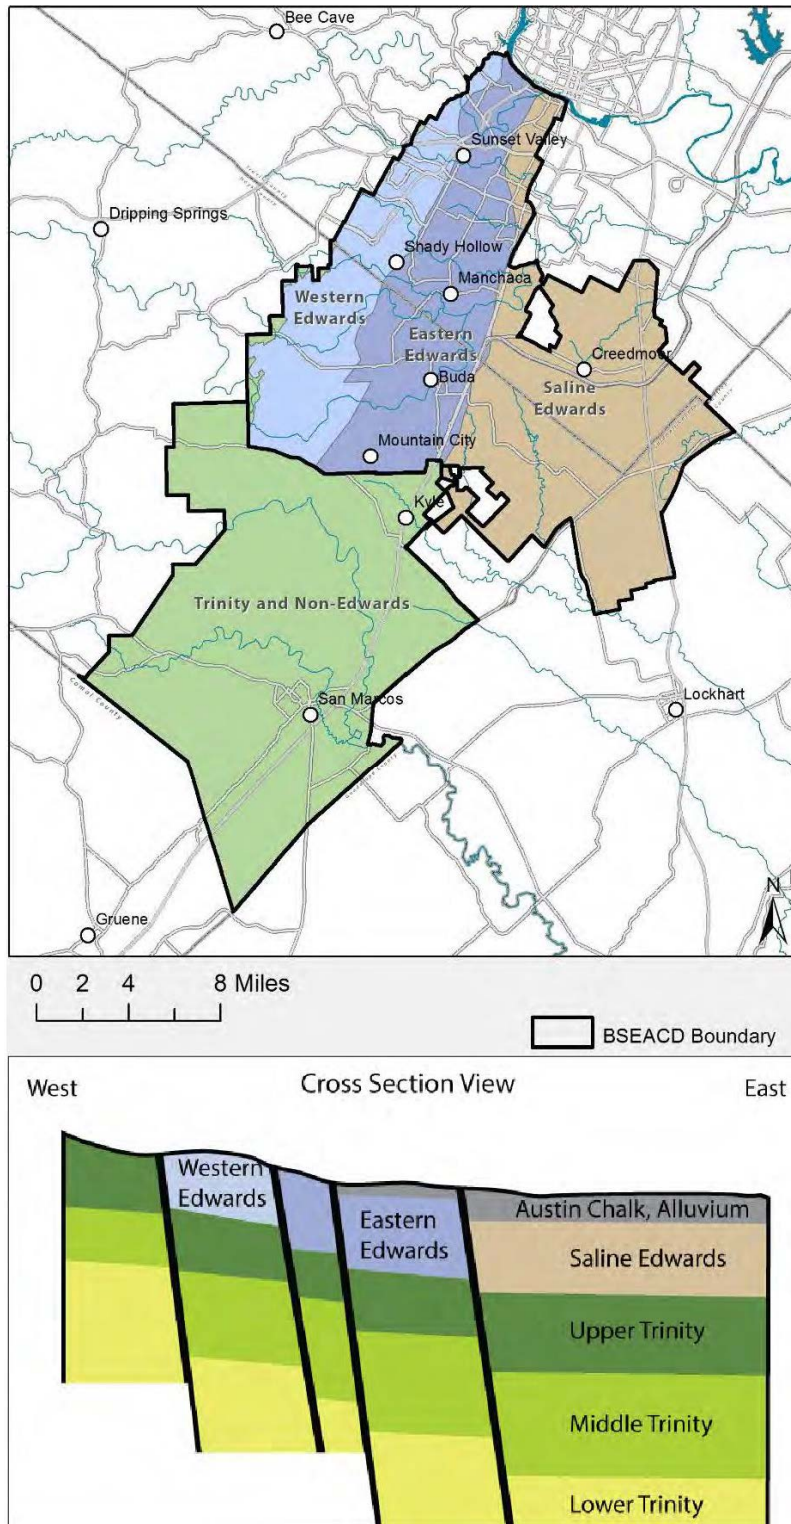 Bee Cave
Sunset Valley
Dripping Springs
Shady Hollow
Western
Edwards
Manchaca
Eastern
Edwards
Creedmoor
Buda
Saline
Edwards
Mountain City
Kyle
Trinity and Non-Edwards
San Marcos
Lockhart
Comal County
Gruene
N
0 2 4 8 Miles
BSEACD Boundary
West
Cross Section View
East
Western
Edwards
Eastern
Edwards
Austin Chalk, Alluvium
Saline Edwards
Upper Trinity
Middle Trinity
Lower Trinity